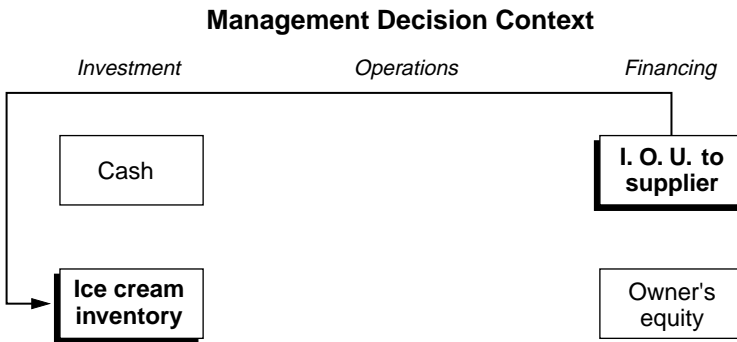 Management Decision Context
Investment Operations Financing
Cash
I. O. U. to
supplier
Ice cream
inventory
Owner's
equity